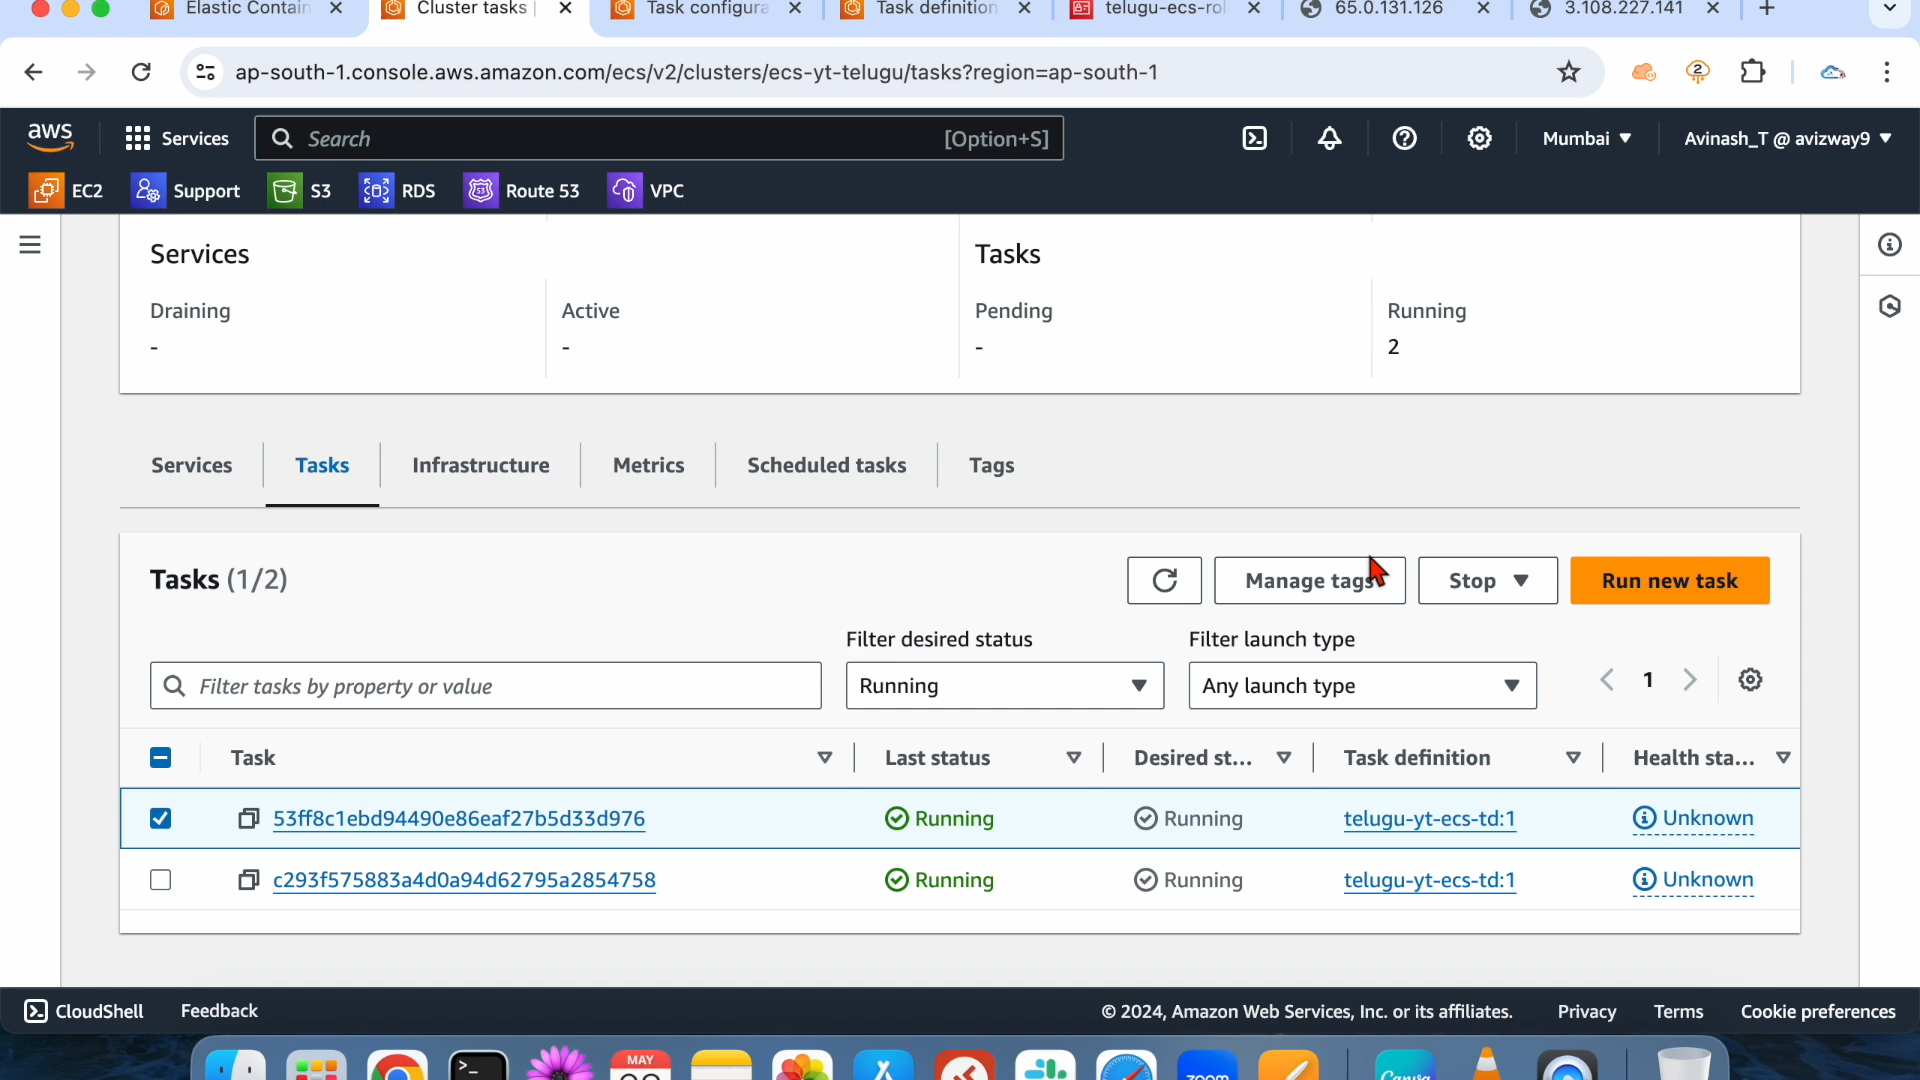 Elastic Contain Cluster tasks Task configura Task definition telugu-ecs-rol 65.0.131.126 3.108.227.141
ap-south-1.console.aws.amazon.com/ecs/v2/clusters/ecs-yt-telugu/tasks?region=ap-south-1 2
aws Services Search [Option+S] Mumbai Avinash_T @ avizway9
EC2 Support S3 RDS Route 53 VPC
Services Tasks
Draining Active Pending Running
- - - 2
Services Tasks Infrastructure Metrics Scheduled tasks Tags
Tasks (1/2) Manage tags Stop Run new task
Filter desired status Filter launch type
Filter tasks by property or value Running Any launch type 1
Task Last status Desired st... Task definition Health sta...
53ff8c1ebd94490e86eaf27b5d33d976 Running Running telugu-yt-ecs-td:1 Unknown
c293f575883a4d0a94d62795a2854758 Running Running telugu-yt-ecs-td:1 Unknown
CloudShell Feedback © 2024, Amazon Web Services, Inc. or its affiliates. Privacy Terms Cookie preferences
MAY zoom Canva